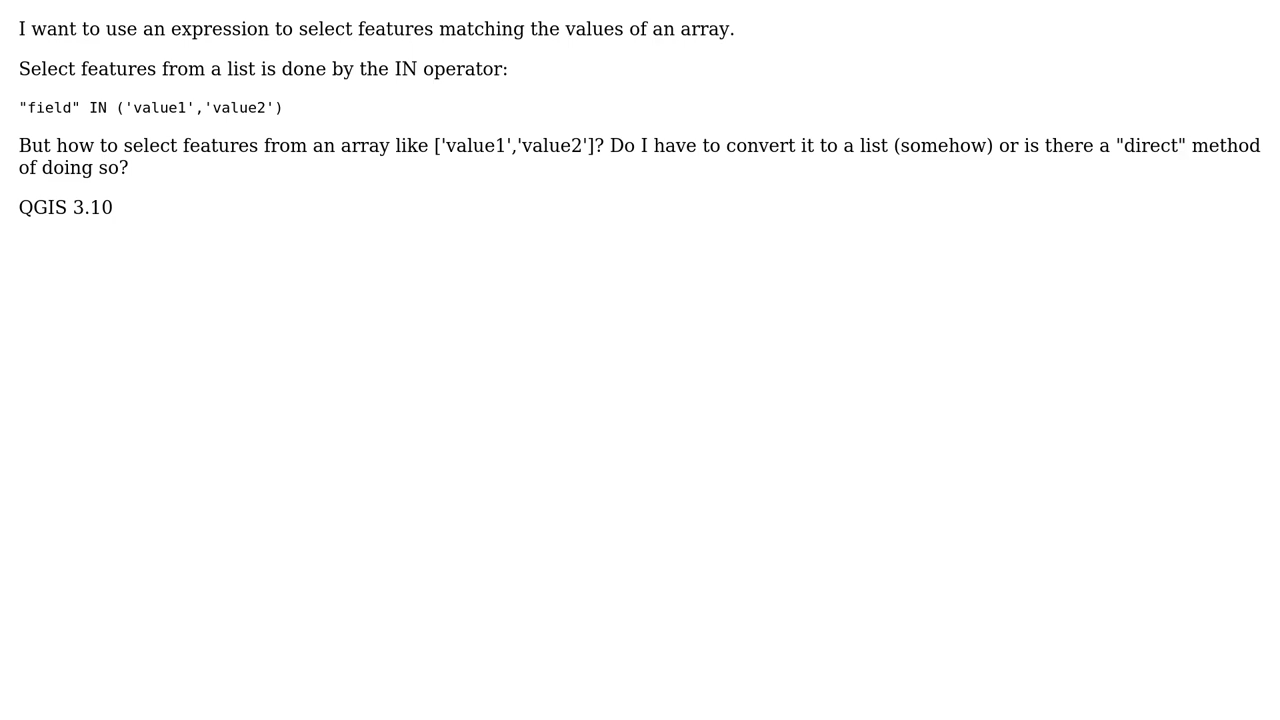 I want to use an expression to select features matching the values of an array.
Select features from a list is done by the IN operator:
"field" IN ('value1','value2')
But how to select features from an array like ['value1','value2']? Do I have to convert it to a list (somehow) or is there a "direct" method
of doing so?
QGIS 3.10